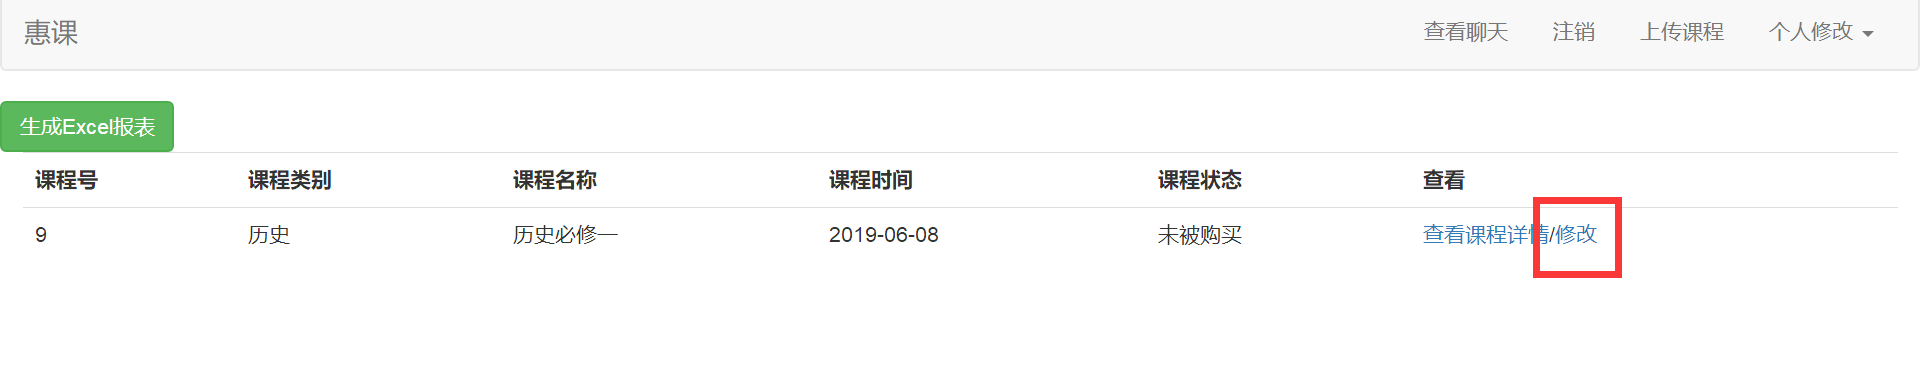 惠课 查看聊天 注销 上传课程 个人修改
生成Excel报表
课程号 课程类别 课程名称 课程时间 课程状态 查看
9 历史 历史必修一 2019-06-08 未被购买 查看课程详情/修改